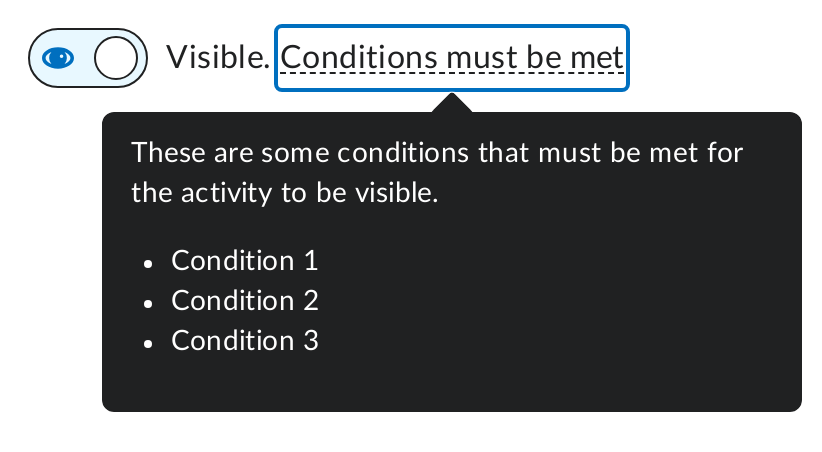 Visible. Conditions must be met
These are some conditions that must be met for
the activity to be visible.
• Condition 1
• Condition 2
• Condition 3